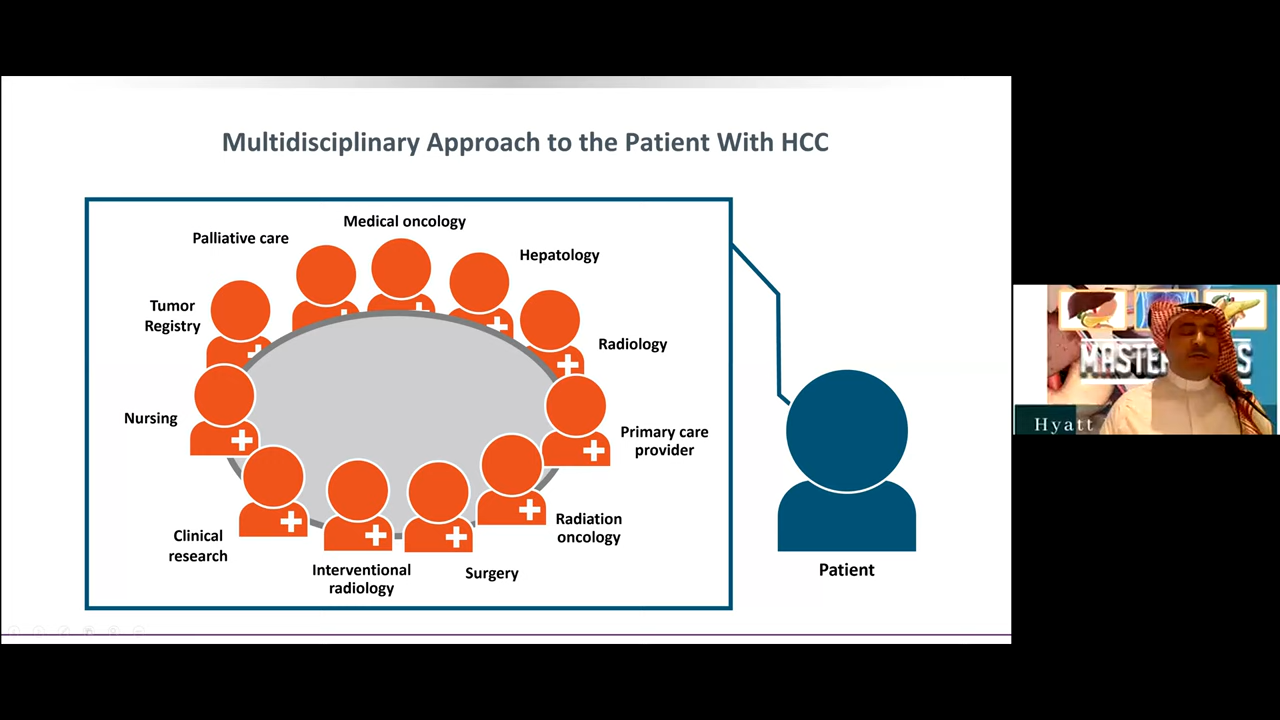 Multidisciplinary Approach to the Patient With HCC
Medical oncology
Palliative care
Hepatology
Tumor
Registry
Radiology
Nursing
Primary care
provider
Radiation
oncology
Clinical
research
Interventional
radiology
Surgery
Patient
Hyatt